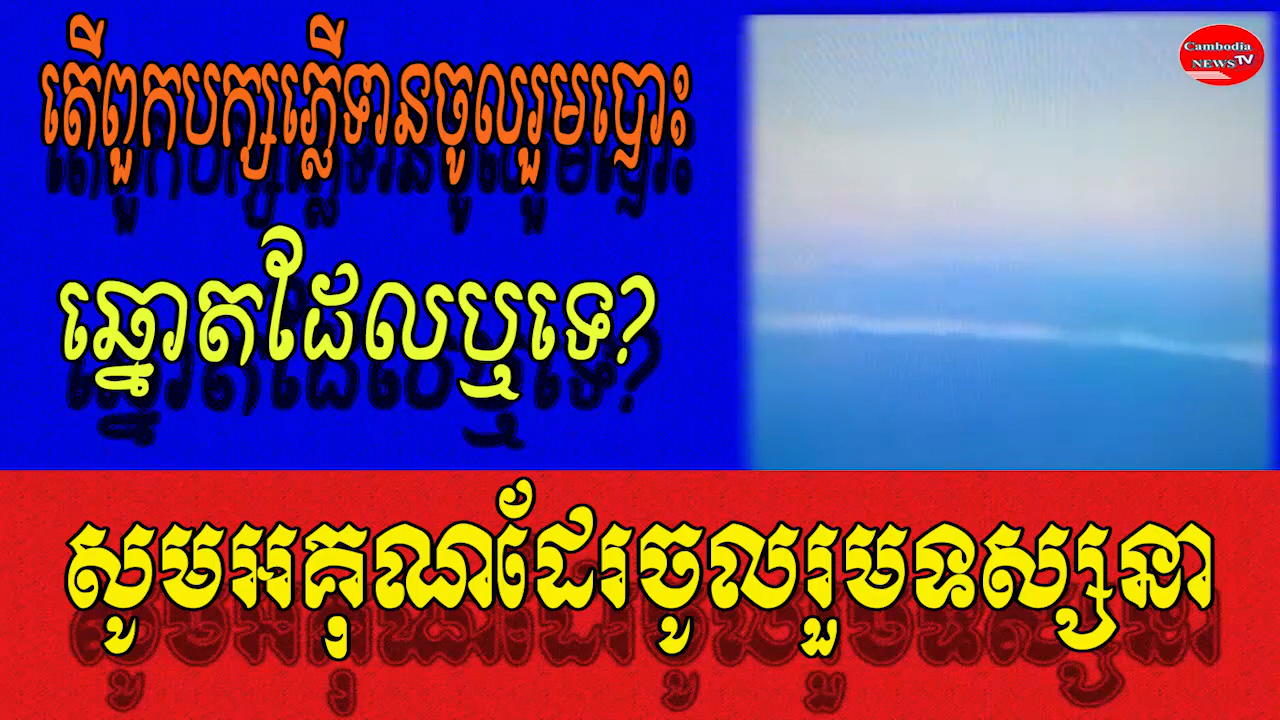 តើពួកបក្សភ្លើទានចូលរួមបោះ
ឆ្នោតដែលឬទេ?
សូមអគុណដែរចូលរួមទស្សនា
Cambodia
NEWS TV